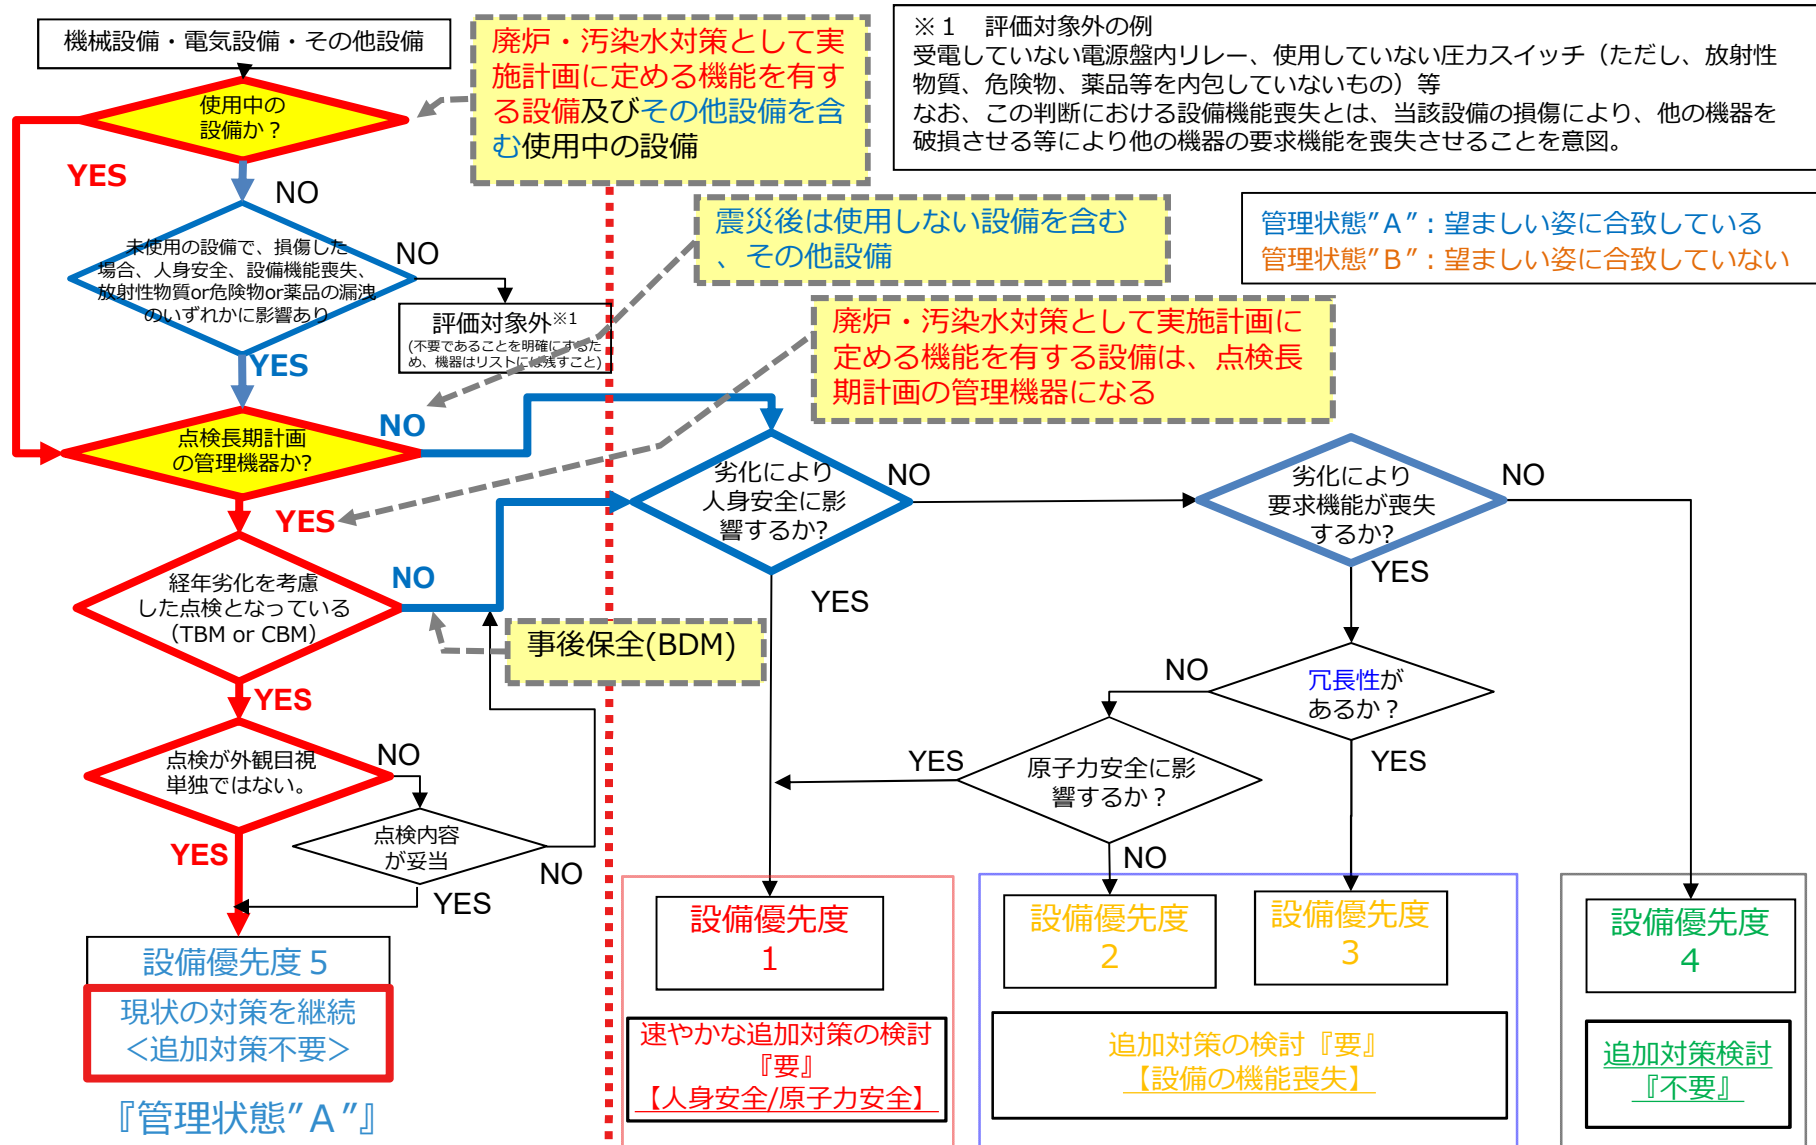 機械設備・電気設備・その他設備
使用中の
設備か？
YES
NO
未使用の設備で、損傷した
場合、人身安全、設備機能喪失、
放射性物質or危険物or薬品の漏洩
のいずれかに影響あり
NO
YES
評価対象外※1
(不要であることを明確にするた
め、機器はリストには残すこと)
点検長期計画
の管理機器か?
NO
YES
経年劣化を考慮
した点検となっている
(TBM or CBM)
NO
YES
点検が外観目視
単独ではない。
NO
YES
点検内容
が妥当
NO
YES
設備優先度５
現状の対策を継続
＜追加対策不要＞
『管理状態”Ａ”』
廃炉・汚染水対策として実
施計画に定める機能を有す
る設備及びその他設備を含
む使用中の設備
震災後は使用しない設備を含む
、その他設備
廃炉・汚染水対策として実施計画に
定める機能を有する設備は、点検長
期計画の管理機器になる
事後保全(BDM)
※１　評価対象外の例
受電していない電源盤内リレー、使用していない圧力スイッチ（ただし、放射性
物質、危険物、薬品等を内包していないもの）等
なお、この判断における設備機能喪失とは、当該設備の損傷により、他の機器を
破損させる等により他の機器の要求機能を喪失させることを意図。
管理状態”Ａ”：望ましい姿に合致している
管理状態”Ｂ”：望ましい姿に合致していない
劣化により
人身安全に影
響するか?
NO
YES
劣化により
要求機能が喪失
するか?
NO
YES
冗長性が
あるか？
NO
YES
原子力安全に影
響するか？
YES
NO
設備優先度
1
速やかな追加対策の検討
『要』
【人身安全/原子力安全】
設備優先度
2
設備優先度
3
追加対策の検討『要』
【設備の機能喪失】
設備優先度
4
追加対策検討
『不要』